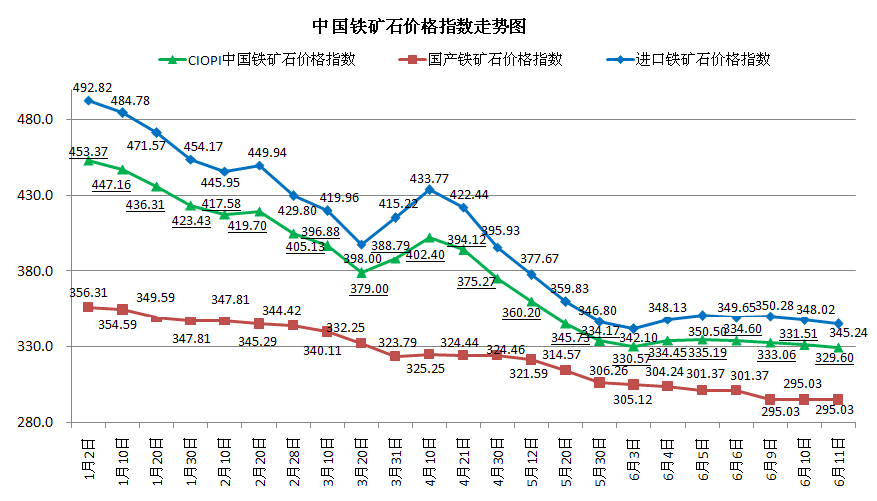 中国铁矿石价格指数走势图
CIOPI中国铁矿石价格指数 国产铁矿石价格指数 进口铁矿石价格指数
480.0
430.0
380.0
330.0
280.0
492.82 484.78 471.57 454.17 445.95 449.94 429.80 419.96 398.00 415.22 433.77 422.44 395.93 377.67 359.83 346.80 342.10 348.13 350.56 349.65 350.28 348.02 345.24
453.37 447.16 436.31 423.43 417.58 419.70 405.13 396.88 379.00 388.79 402.40 394.12 375.27 360.20 345.73 334.17 330.57 334.45 335.19 334.60 333.06 331.51 329.60
356.31 354.59 349.59 347.81 347.81 345.29 344.42 340.11 332.25 323.79 325.25 324.44 324.46 321.59 314.57 306.26 305.12 304.24 301.37 301.37 295.03 295.03 295.03
1月2日 1月10日 1月20日 1月30日 2月10日 2月20日 2月28日 3月10日 3月20日 3月31日 4月10日 4月21日 4月30日 5月12日 5月20日 5月30日 6月3日 6月4日 6月5日 6月6日 6月9日 6月10日 6月11日